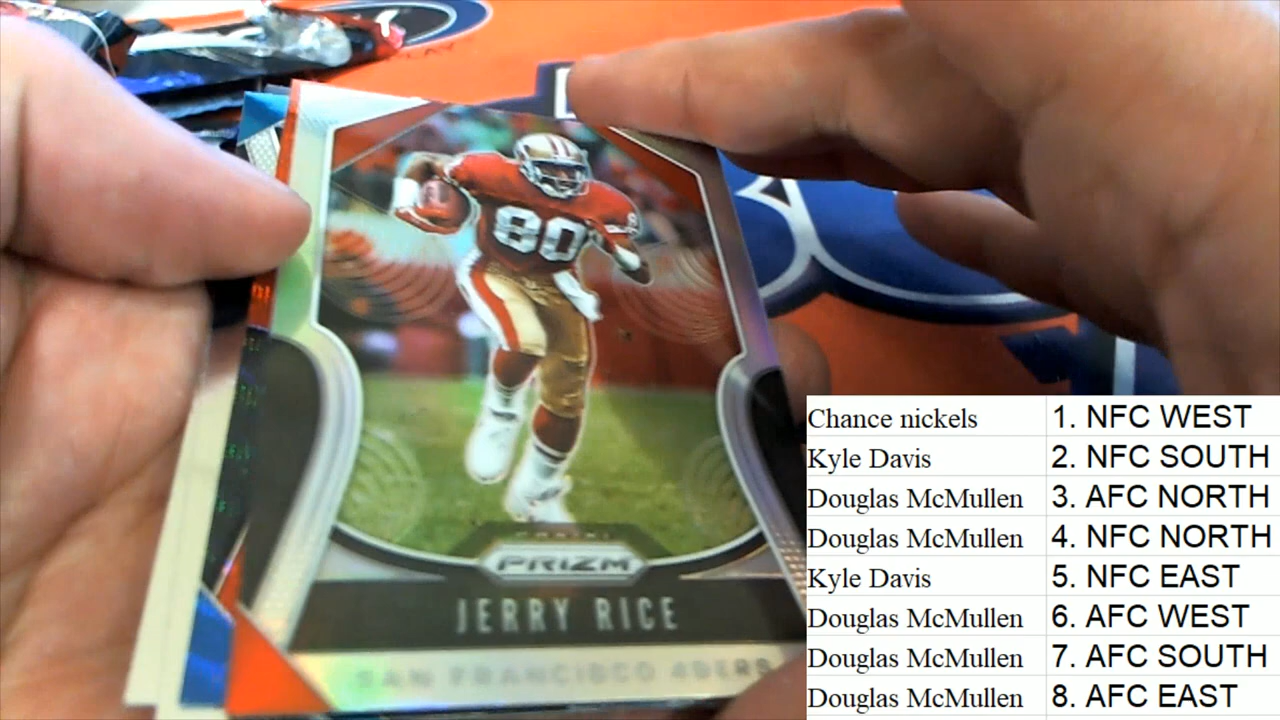 80
PANINI
PRIZM
JERRY RICE
SAN FRANCISCO 49ERS
Chance nickels 1. NFC WEST
Kyle Davis 2. NFC SOUTH
Douglas McMullen 3. AFC NORTH
Douglas McMullen 4. NFC NORTH
Kyle Davis 5. NFC EAST
Douglas McMullen 6. AFC WEST
Douglas McMullen 7. AFC SOUTH
Douglas McMullen 8. AFC EAST